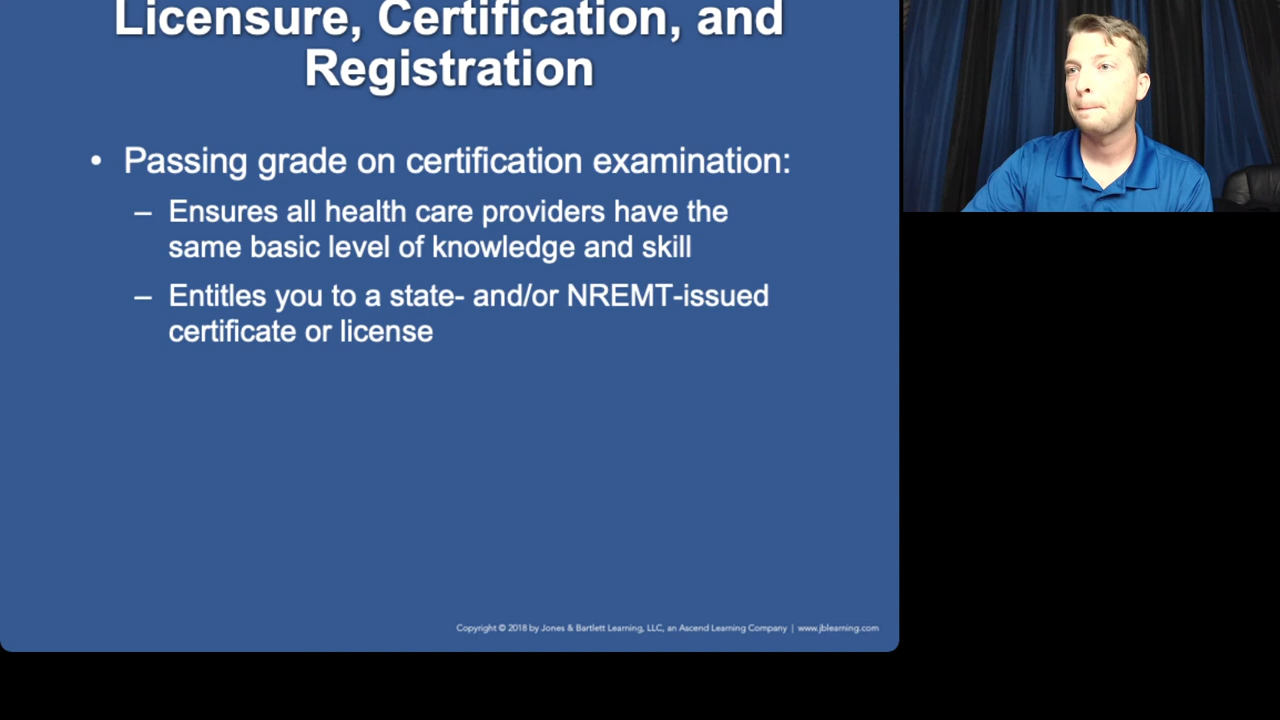 Licensure, Certification, and
Registration
• Passing grade on certification examination:
– Ensures all health care providers have the
same basic level of knowledge and skill
– Entitles you to a state- and/or NREMT-issued
certificate or license
Copyright © 2018 by Jones & Bartlett Learning, LLC, an Ascend Learning Company | www.jblearning.com